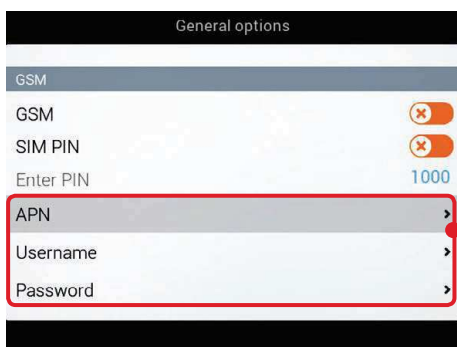 General options
GSM
GSM
SIM PIN
Enter PIN 1000
APN
Username
Password